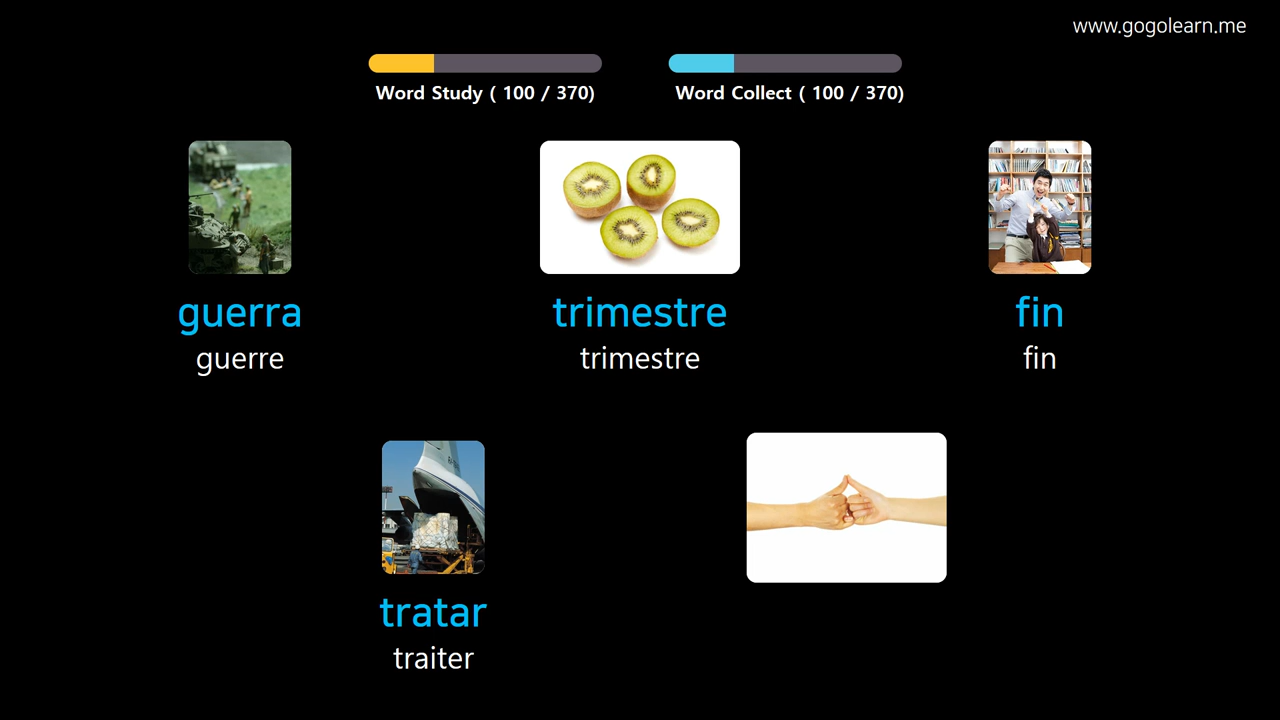 www.gogolearn.me
Word Study ( 100 / 370)
Word Collect ( 100 / 370)
guerra
guerre
trimestre
trimestre
fin
fin
tratar
traiter